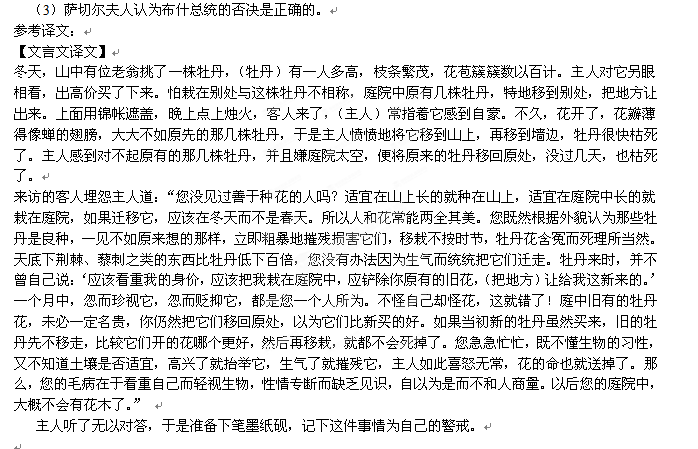 （3）萨切尔夫人认为布什总统的否决是正确的。
参考译文：
【文言文译文】
冬天，山中有位老翁挑了一株牡丹，（牡丹）有一人多高，枝条繁茂，花苞簇簇数以百计。主人对它另眼
相看，出高价买了下来。怕栽在别处与这株牡丹不相称，庭院中原有几株牡丹，特地移到别处，把地方让
出来。上面用锦帐遮盖，晚上点上烛火，客人来了，（主人）常指着它感到自豪。不久，花开了，花瓣薄
得像蝉的翅膀，大大不如原先的那几株牡丹，于是主人愤愤地将它移到山上，再移到墙边，牡丹很快枯死
了。主人感到对不起原有的那几株牡丹，并且嫌庭院太空，便将原来的牡丹移回原处，没过几天，也枯死
了。
来访的客人埋怨主人道：“您没见过善于种花的人吗？适宜在山上长的就种在山上，适宜在庭院中长的就
栽在庭院，如果迁移它，应该在冬天而不是春天。所以人和花常能两全其美。您既然根据外貌认为那些牡
丹是良种，一见不如原来想的那样，立即粗暴地摧残损害它们，移栽不按时节，牡丹花含冤而死理所当然。
天底下荆棘、藜刺之类的东西比牡丹低下百倍，您没有办法因为生气而统统把它们迁走。牡丹来时，并不
曾自己说：‘应该看重我的身价，应该把我栽在庭院中，应铲除你原有的旧花，（把地方）让给我这新来的。’
一个月中，忽而珍视它，忽而贬抑它，都是您一个人所为。不怪自己却怪花，这就错了！庭中旧有的牡丹
花，未必一定名贵，你仍然把它们移回原处，以为它们比新买的好。如果当初新的牡丹虽然买来，旧的牡
丹先不移走，比较它们开的花哪个更好，然后再移栽，就都不会死掉了。您急急忙忙，既不懂生物的习性，
又不知道土壤是否适宜，高兴了就抬举它，生气了就摧残它，主人如此喜怒无常，花的命也就送掉了。那
么，您的毛病在于看重自己而轻视生物，性情专断而缺乏见识，自以为是而不和人商量。以后您的庭院中，
大概不会有花木了。”
主人听了无以对答，于是准备下笔墨纸砚，记下这件事情为自己的警戒。